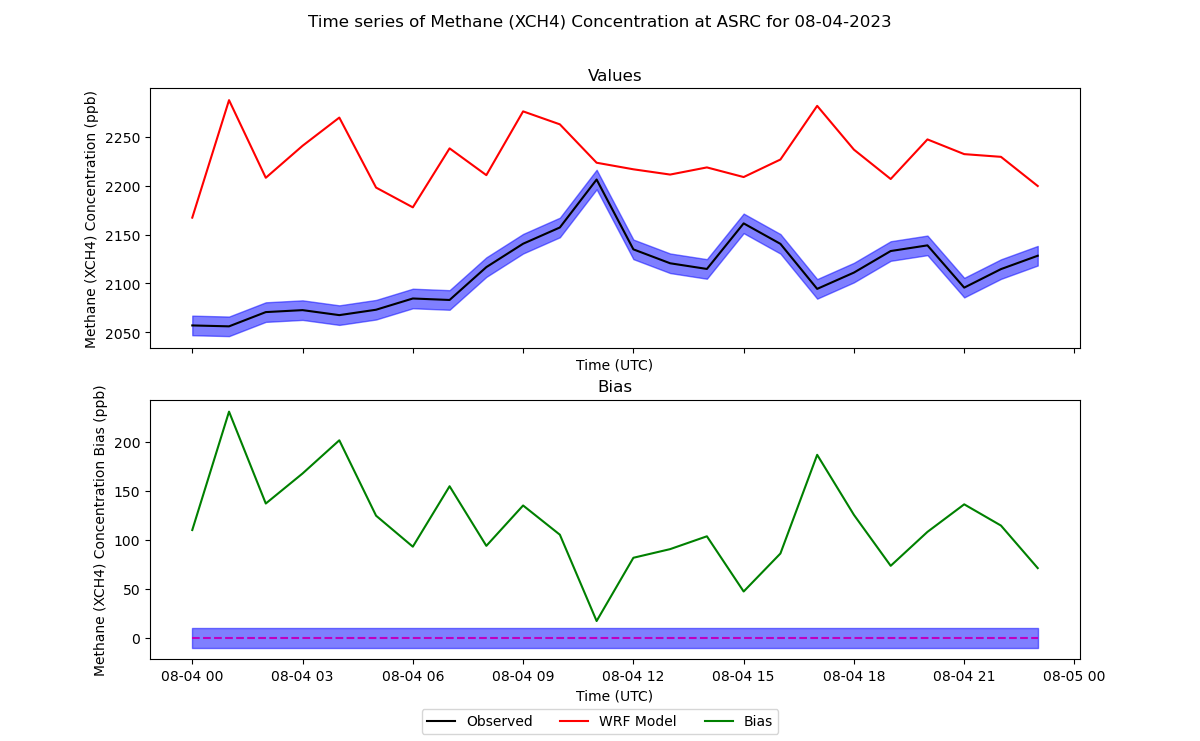 Time series of Methane (XCH4) Concentration at ASRC for 08-04-2023
Values
Methane (XCH4) Concentration (ppb)
2250
2200
2150
2100
2050
Time (UTC)
Bias
Methane (XCH4) Concentration Bias (ppb)
200
150
100
50
0
08-04 00 08-04 03 08-04 06 08-04 09 08-04 12 08-04 15 08-04 18 08-04 21 08-05 00
Time (UTC)
Observed WRF Model Bias